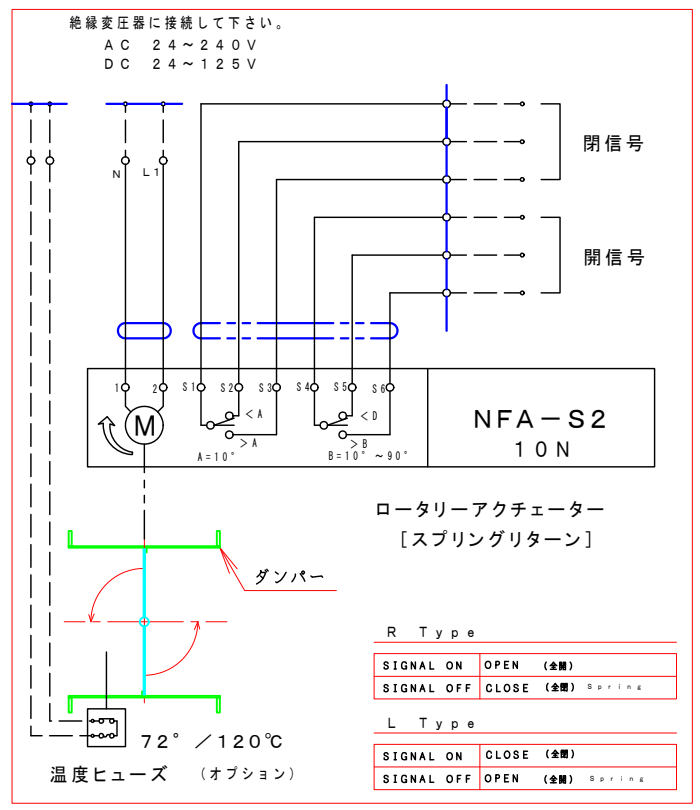 絶縁変圧器に接続して下さい。
AC 24~240V
DC 24~125V
N
L1
閉信号
開信号
1 2 S1 S2 S3 S4 S5 S6
M
<A
>A
A=10°
<D
>B
B=10° ~90°
NFA-S2
10N
ロータリーアクチェーター
[スプリングリターン]
ダンパー
R Type
SIGNAL ON OPEN (全開)
SIGNAL OFF CLOSE (全閉) Spring
L Type
SIGNAL ON CLOSE (全閉)
SIGNAL OFF OPEN (全開) Spring
72° /120℃
温度ヒューズ (オプション)